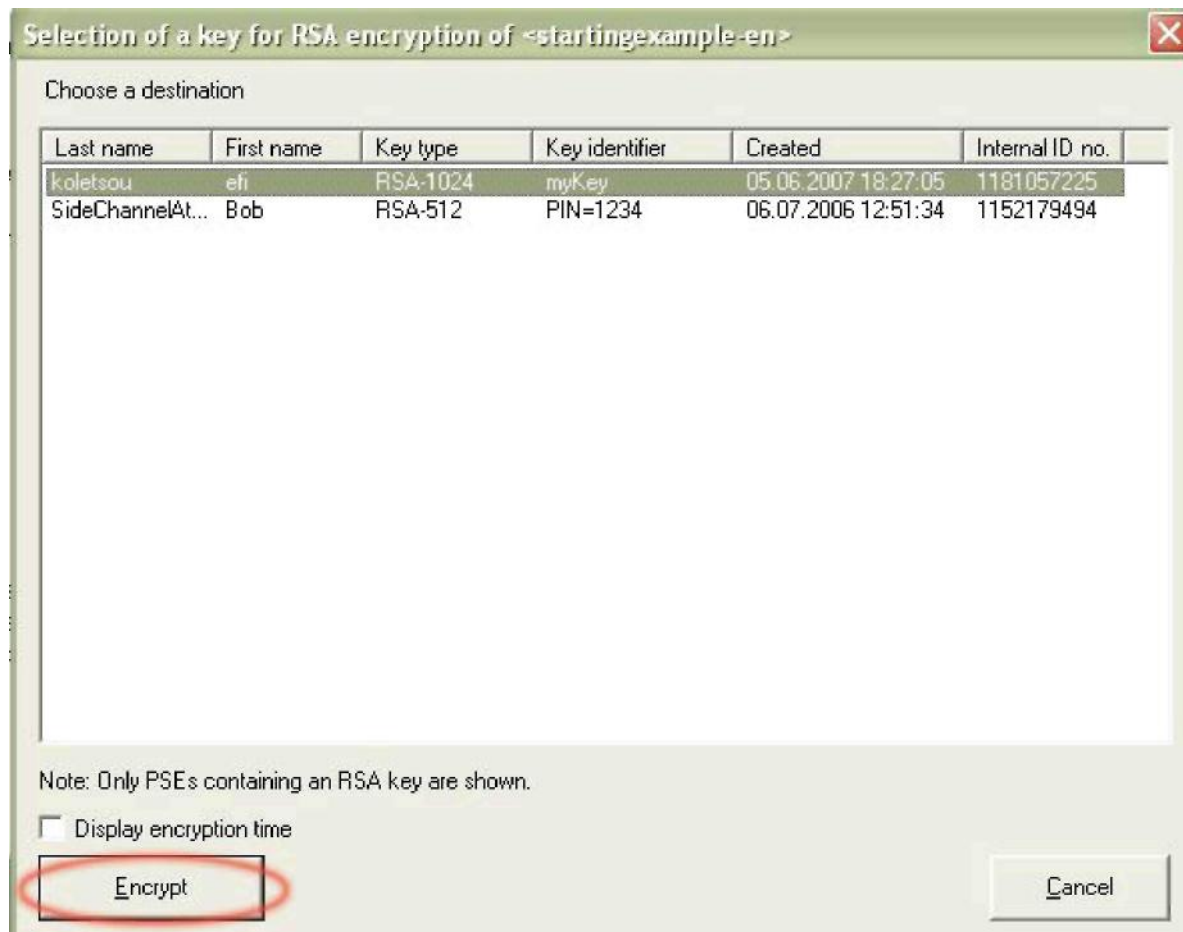 Selection of a key for RSA encryption of <startingexample-en>
Choose a destination
Last name First name Key type Key identifier Created Internal ID no.
koletsou efi RSA-1024 myKey 05.06.2007 18:27:05 1181057225
SideChannelAt... Bob RSA-512 PIN=1234 06.07.2006 12:51:34 1152179494
Note: Only PSEs containing an RSA key are shown.
Display encryption time
Encrypt Cancel